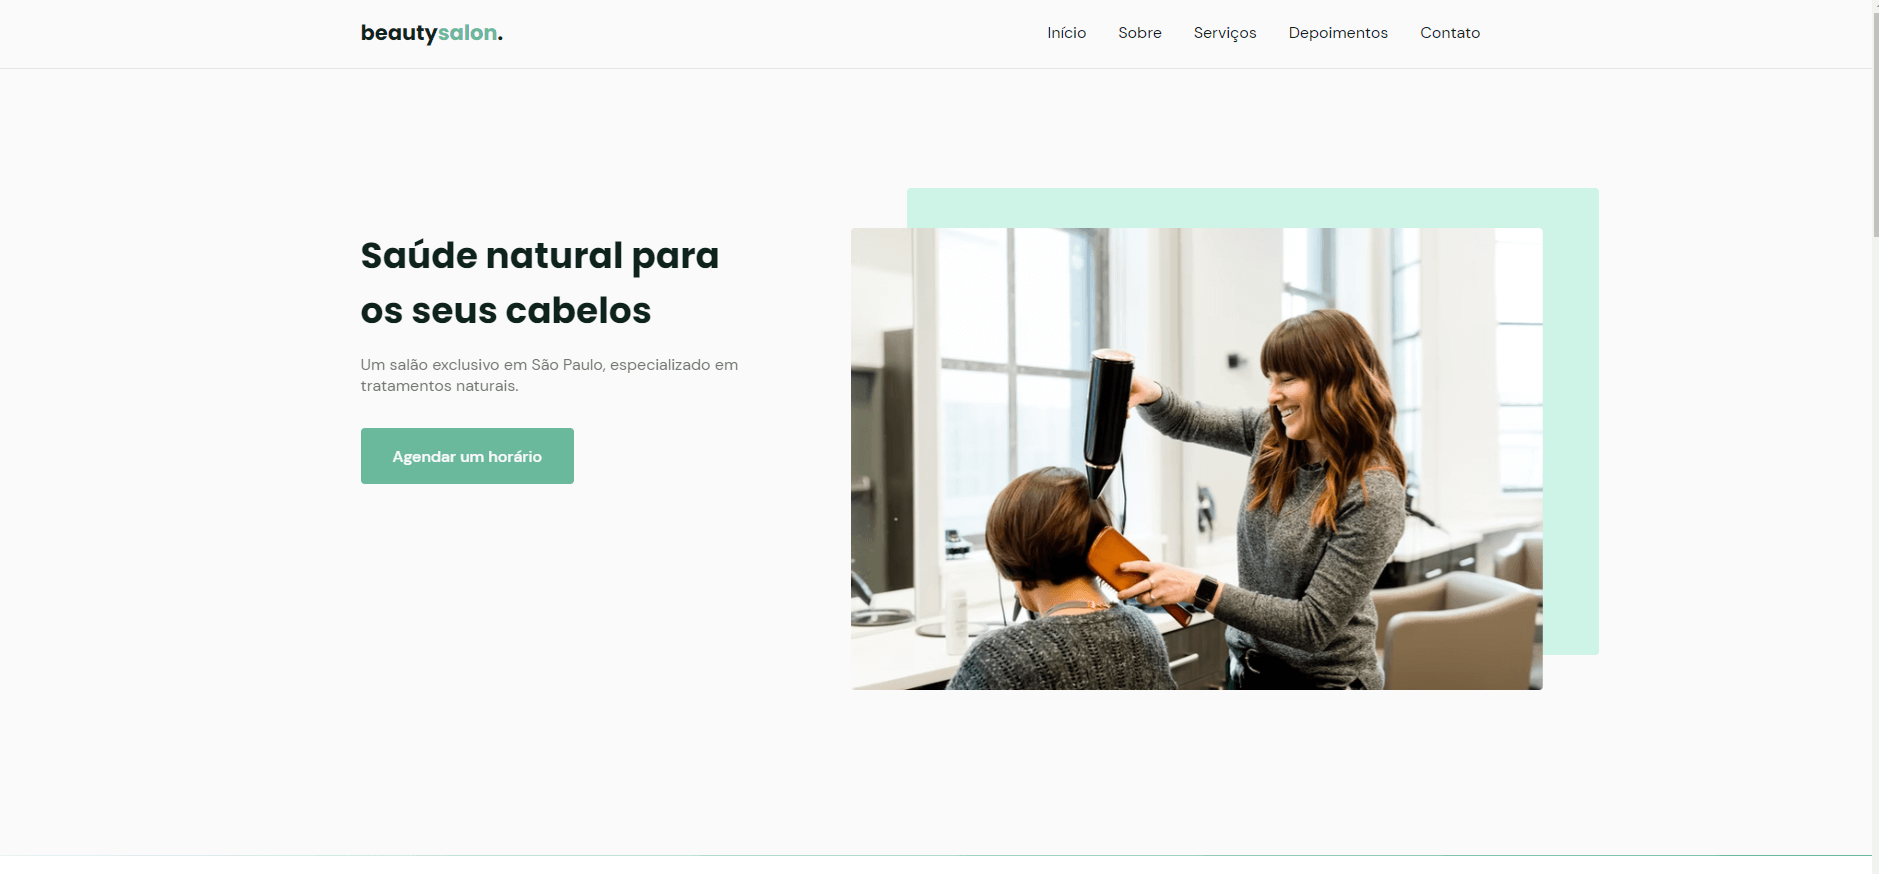 beautysalon.
Início Sobre Serviços Depoimentos Contato
Saúde natural para
os seus cabelos
Um salão exclusivo em São Paulo, especializado em
tratamentos naturais.
Agendar um horário